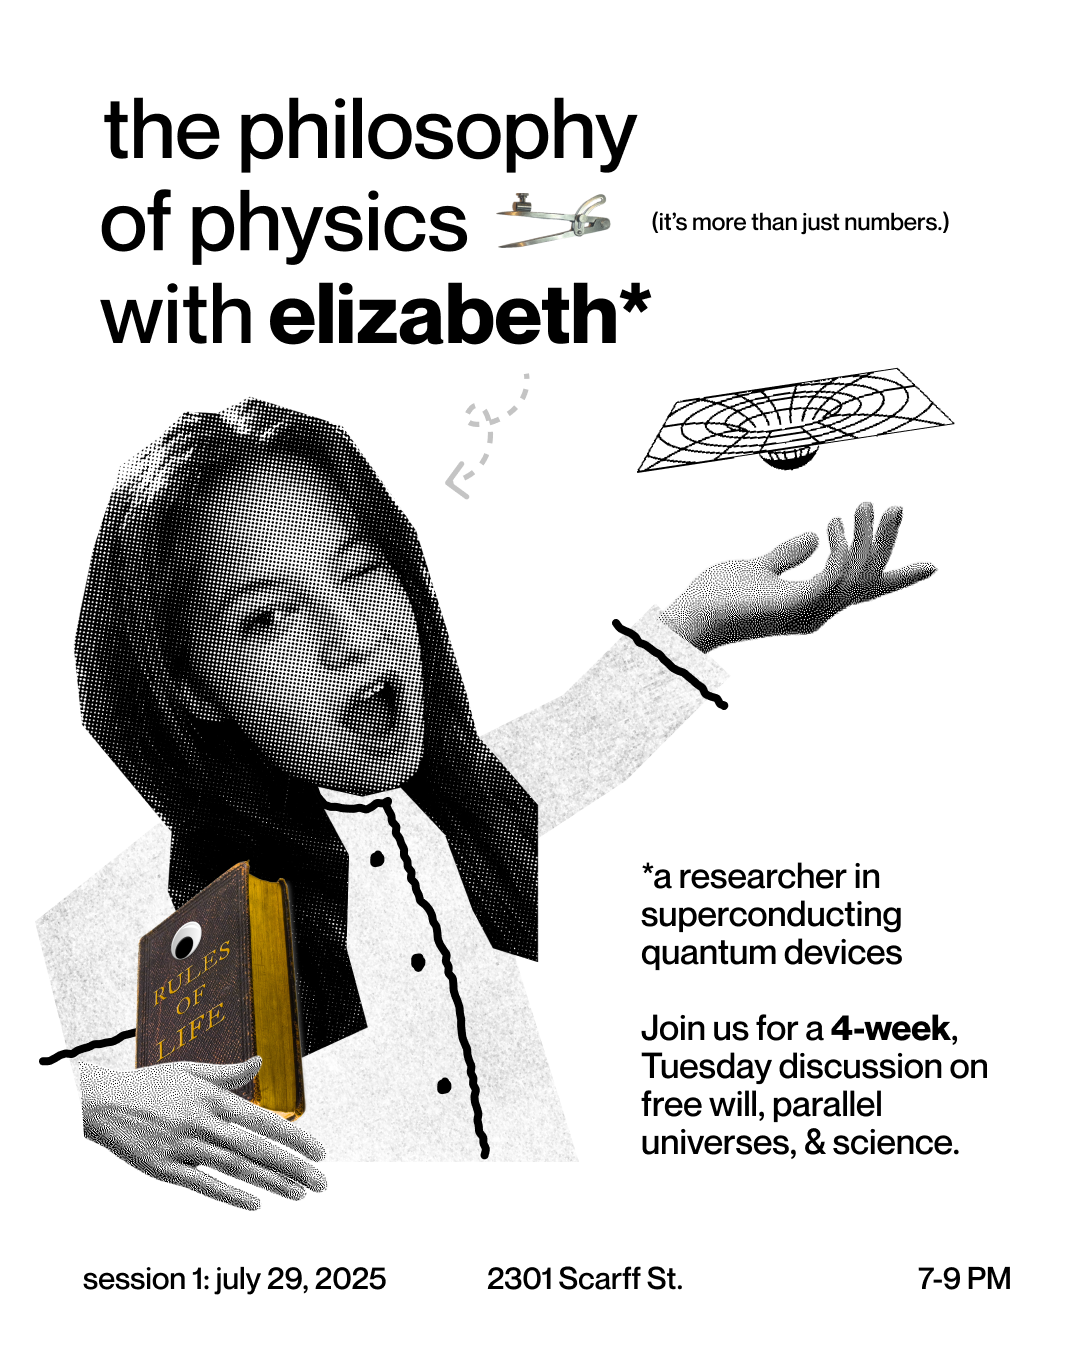 the philosophy
of physics
(it's more than just numbers.)
with elizabeth*
RULES
OF
LIFE
*a researcher in
superconducting
quantum devices
Join us for a 4-week,
Tuesday discussion on
free will, parallel
universes, & science.
session 1: july 29, 2025
2301 Scarff St.
7-9 PM